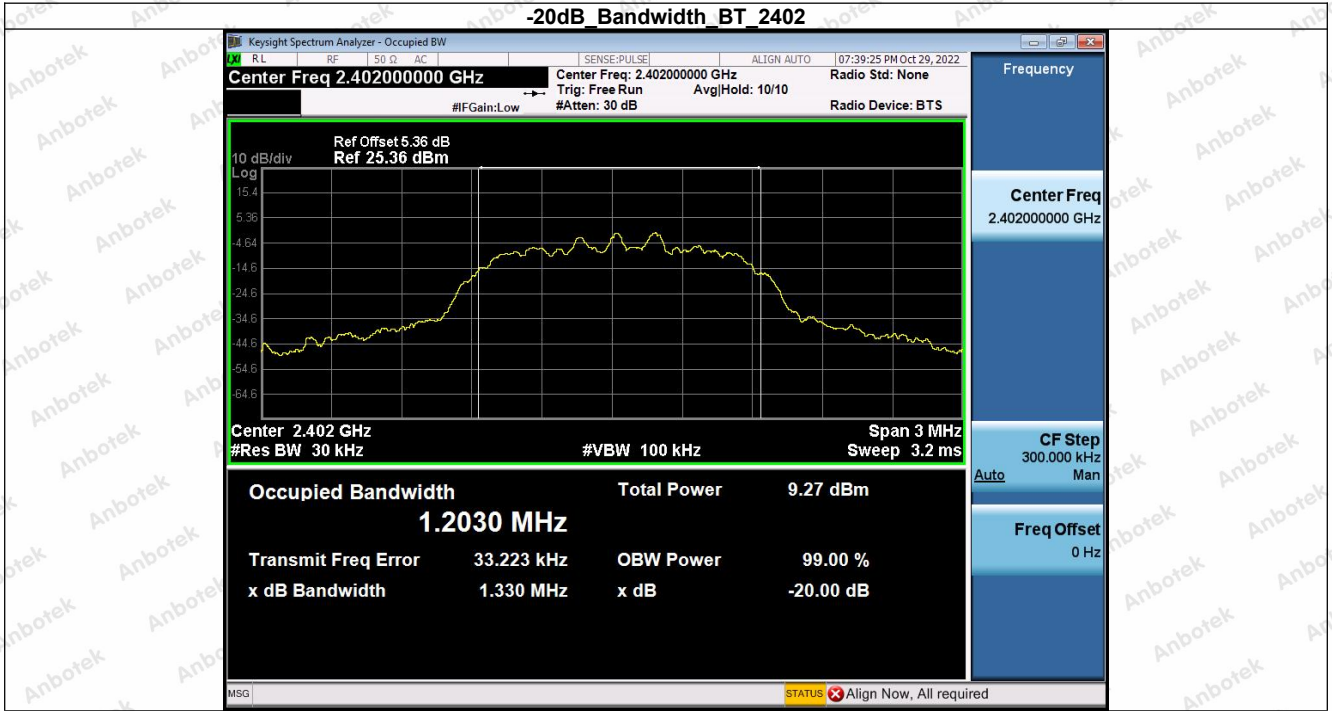 -20dB_Bandwidth_BT_2402
Keysight Spectrum Analyzer - Occupied BW
LXI RL RF 50 Ω AC SENSE:PULSE ALIGN AUTO 07:39:25 PM Oct 29, 2022
Center Freq 2.402000000 GHz
Center Freq: 2.402000000 GHz
Radio Std: None
Trig: Free Run Avg|Hold: 10/10
#IFGain:Low #Atten: 30 dB Radio Device: BTS
Frequency
Ref Offset 5.36 dB
10 dB/div Ref 25.36 dBm
Log
15.4
5.36
-4.64
-14.6
-24.6
-34.6
-44.6
-54.6
-64.6
Center 2.402 GHz Span 3 MHz
#Res BW 30 kHz #VBW 100 kHz Sweep 3.2 ms
Center Freq
2.402000000 GHz
CF Step
300.000 kHz
Auto Man
Freq Offset
0 Hz
Occupied Bandwidth Total Power 9.27 dBm
1.2030 MHz
Transmit Freq Error 33.223 kHz OBW Power 99.00 %
x dB Bandwidth 1.330 MHz x dB -20.00 dB
MSG STATUS Align Now, All required
Anbotek